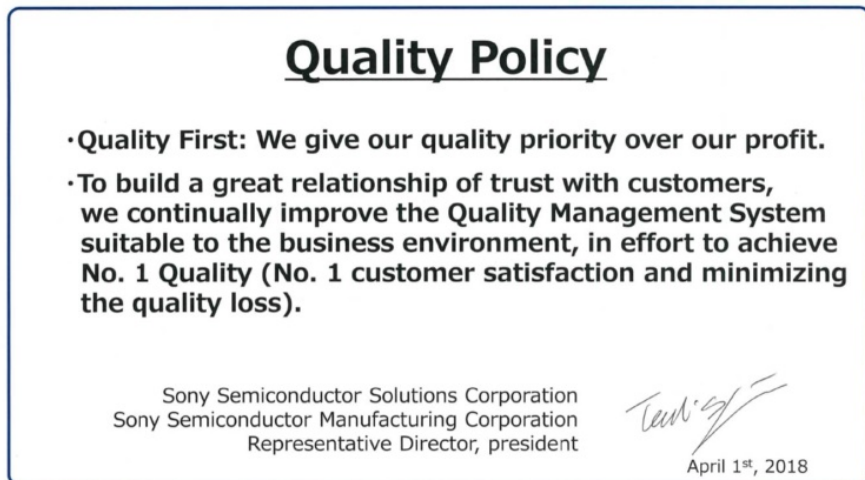 Quality Policy
・Quality First: We give our quality priority over our profit.
・To build a great relationship of trust with customers,
we continually improve the Quality Management System
suitable to the business environment, in effort to achieve
No. 1 Quality (No. 1 customer satisfaction and minimizing
the quality loss).
Sony Semiconductor Solutions Corporation
Sony Semiconductor Manufacturing Corporation
Representative Director, president
April 1st, 2018